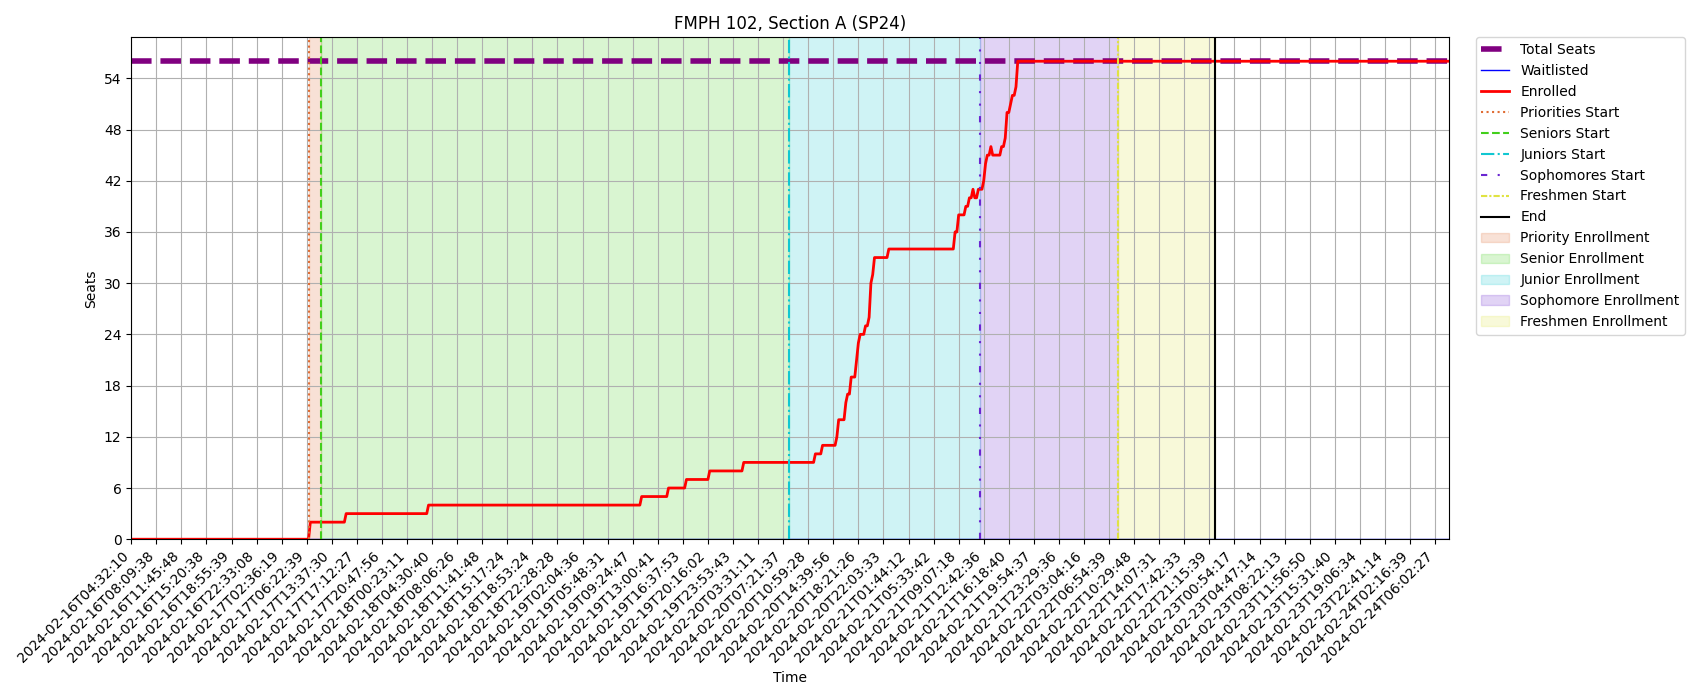 FMPH 102, Section A (SP24)
Seats
54
48
42
36
30
24
18
12
6
0
2024-02-16T04:32:10
2024-02-16T08:09:38
2024-02-16T11:45:48
2024-02-16T15:20:38
2024-02-16T18:55:39
2024-02-16T22:33:08
2024-02-17T02:36:19
2024-02-17T06:22:39
2024-02-17T13:37:30
2024-02-17T17:12:27
2024-02-17T20:47:56
2024-02-18T00:23:11
2024-02-18T04:30:40
2024-02-18T08:06:26
2024-02-18T11:41:48
2024-02-18T15:17:24
2024-02-18T18:53:24
2024-02-18T22:28:28
2024-02-19T02:04:36
2024-02-19T05:48:31
2024-02-19T09:24:47
2024-02-19T13:00:41
2024-02-19T16:37:53
2024-02-19T20:16:02
2024-02-19T23:53:43
2024-02-20T03:31:11
2024-02-20T07:21:37
2024-02-20T10:59:28
2024-02-20T14:39:56
2024-02-20T18:21:26
2024-02-20T22:03:33
2024-02-21T01:44:12
2024-02-21T05:33:42
2024-02-21T09:07:18
2024-02-21T12:42:36
2024-02-21T16:18:40
2024-02-21T19:54:37
2024-02-21T23:29:36
2024-02-22T03:04:16
2024-02-22T06:54:39
2024-02-22T10:29:48
2024-02-22T14:07:31
2024-02-22T17:42:33
2024-02-22T21:15:39
2024-02-23T00:54:17
2024-02-23T04:47:14
2024-02-23T08:22:13
2024-02-23T11:56:50
2024-02-23T15:31:40
2024-02-23T19:06:34
2024-02-23T22:41:14
2024-02-24T02:16:39
2024-02-24T06:02:27
Time
Total Seats
Waitlisted
Enrolled
Priorities Start
Seniors Start
Juniors Start
Sophomores Start
Freshmen Start
End
Priority Enrollment
Senior Enrollment
Junior Enrollment
Sophomore Enrollment
Freshmen Enrollment